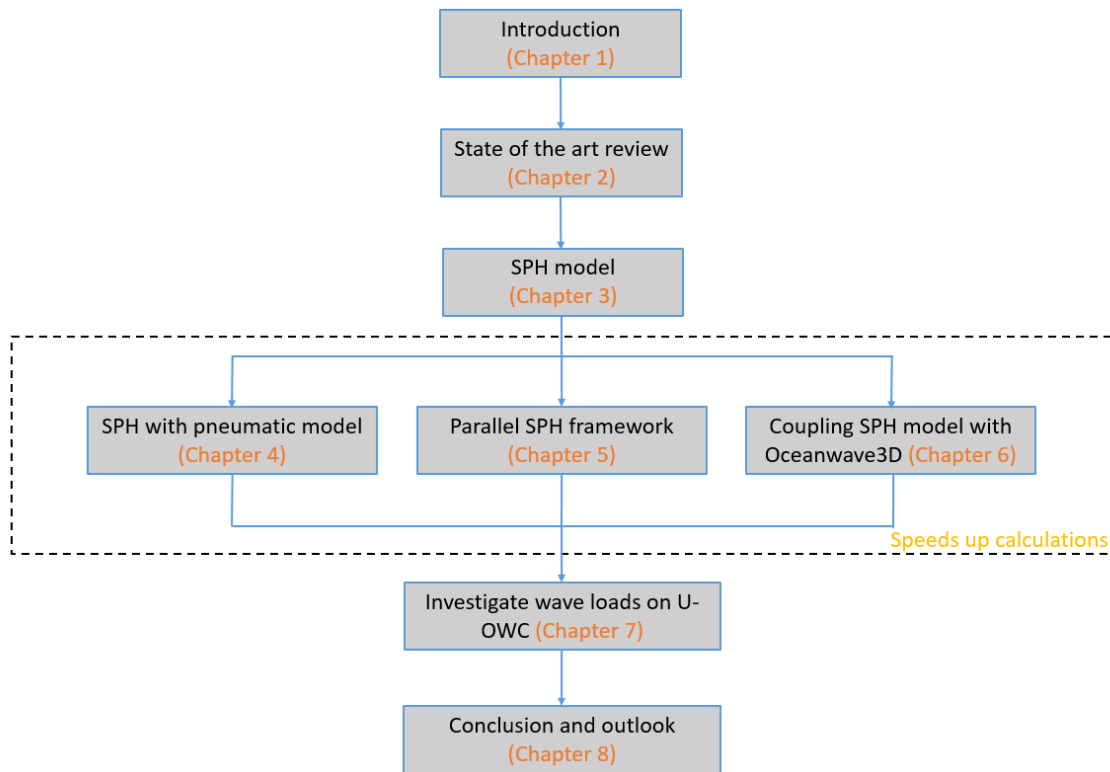 Introduction
(Chapter 1)
State of the art review
(Chapter 2)
SPH model
(Chapter 3)
SPH with pneumatic model
(Chapter 4)
Parallel SPH framework
(Chapter 5)
Coupling SPH model with
Oceanwave3D (Chapter 6)
Speeds up calculations
Investigate wave loads on U-
OWC (Chapter 7)
Conclusion and outlook
(Chapter 8)